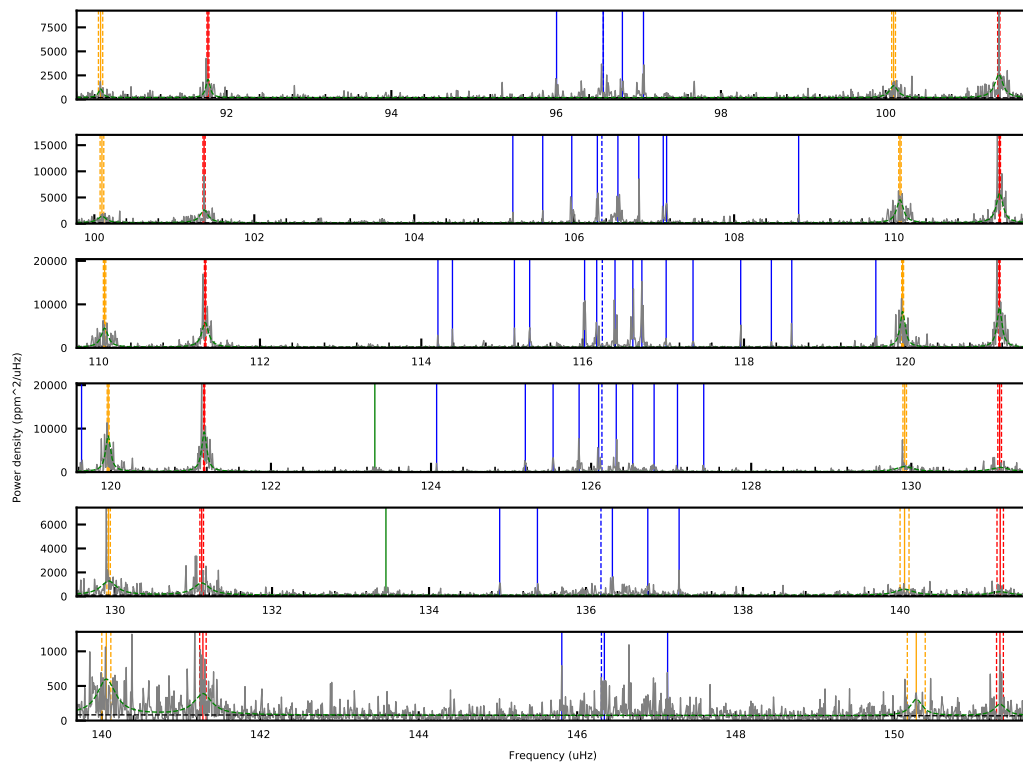 7500
5000
2500
0
92 94 96 98 100
15000
10000
5000
0
100 102 104 106 108 110
20000
10000
0
110 112 114 116 118 120
20000
10000
0
120 122 124 126 128 130
6000
4000
2000
0
130 132 134 136 138 140
1000
500
0
140 142 144 146 148 150
Power density (ppm^2/uHz)
Frequency (uHz)